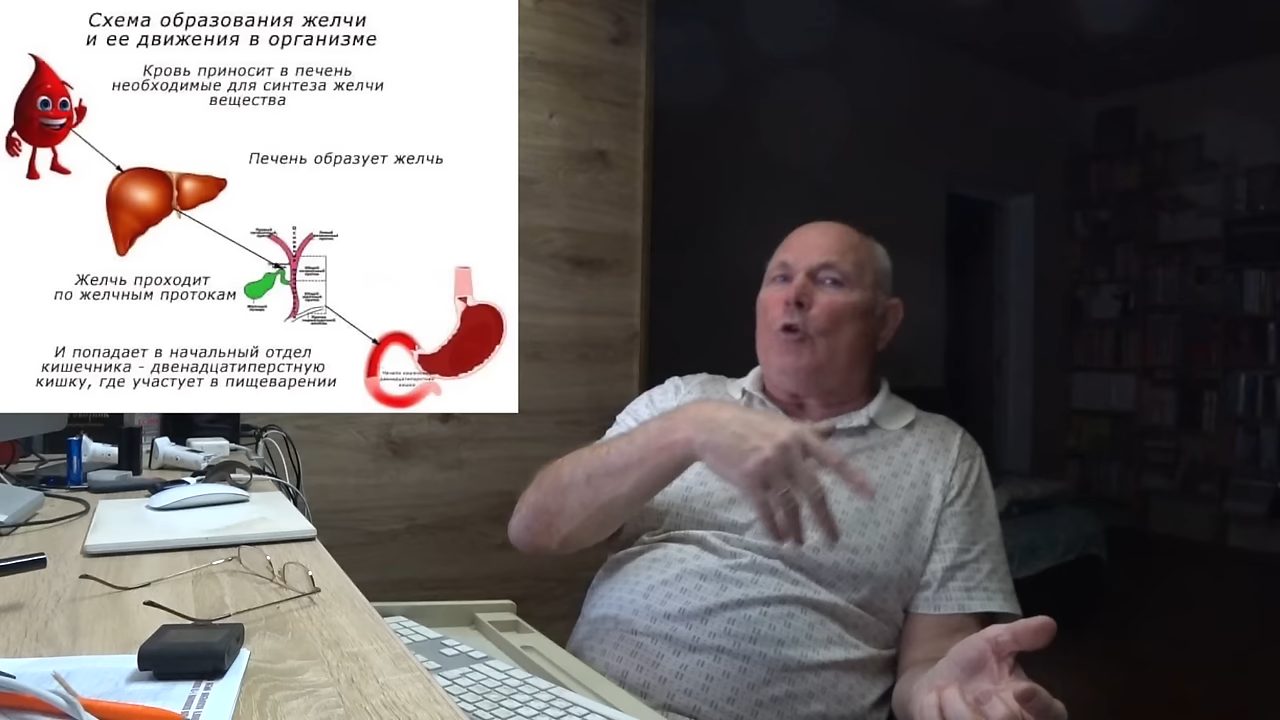 Схема образования желчи
и ее движения в организме
Кровь приносит в печень
необходимые для синтеза желчи
вещества
Печень образует желчь
Желчь проходит
по желчным протокам
И попадает в начальный отдел
кишечника - двенадцатиперстную
кишку, где участует в пищеварении